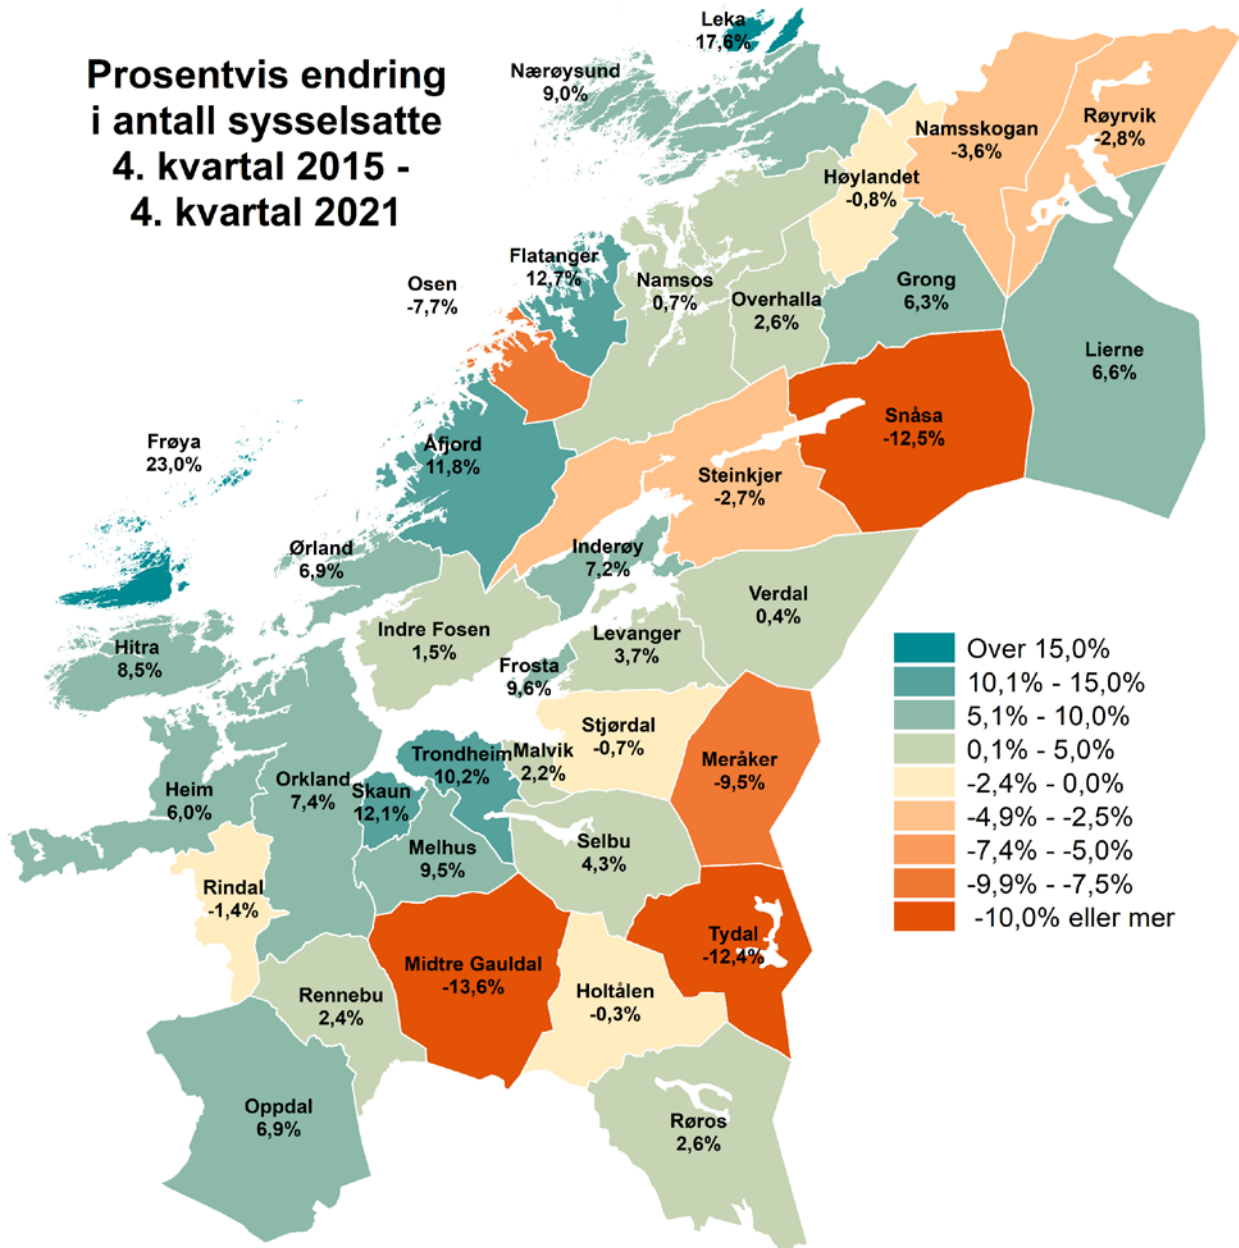 Prosentvis endring
i antall sysselsatte
4. kvartal 2015 -
4. kvartal 2021
Leka
17,6%
Nærøysund
9,0%
Røyrvik
-2,8%
Namsskogan
-3,6%
Høylandet
-0,8%
Flatanger
12,7%
Osen
-7,7%
Namsos
0,7%
Overhalla
2,6%
Grong
6,3%
Lierne
6,6%
Snåsa
-12,5%
Frøya
23,0%
Åfjord
11,8%
Steinkjer
-2,7%
Ørland
6,9%
Inderøy
7,2%
Verdal
0,4%
Hitra
8,5%
Indre Fosen
1,5%
Levanger
3,7%
Frosta
9,6%
Stjørdal
-0,7%
Meråker
-9,5%
Trondheim
10,2%
Malvik
2,2%
Heim
6,0%
Orkland
7,4%
Skaun
12,1%
Melhus
9,5%
Selbu
4,3%
Rindal
-1,4%
Tydal
-12,4%
Midtre Gauldal
-13,6%
Holtålen
-0,3%
Rennebu
2,4%
Oppdal
6,9%
Røros
2,6%
Over 15,0%
10,1% - 15,0%
5,1% - 10,0%
0,1% - 5,0%
-2,4% - 0,0%
-4,9% - -2,5%
-7,4% - -5,0%
-9,9% - -7,5%
-10,0% eller mer